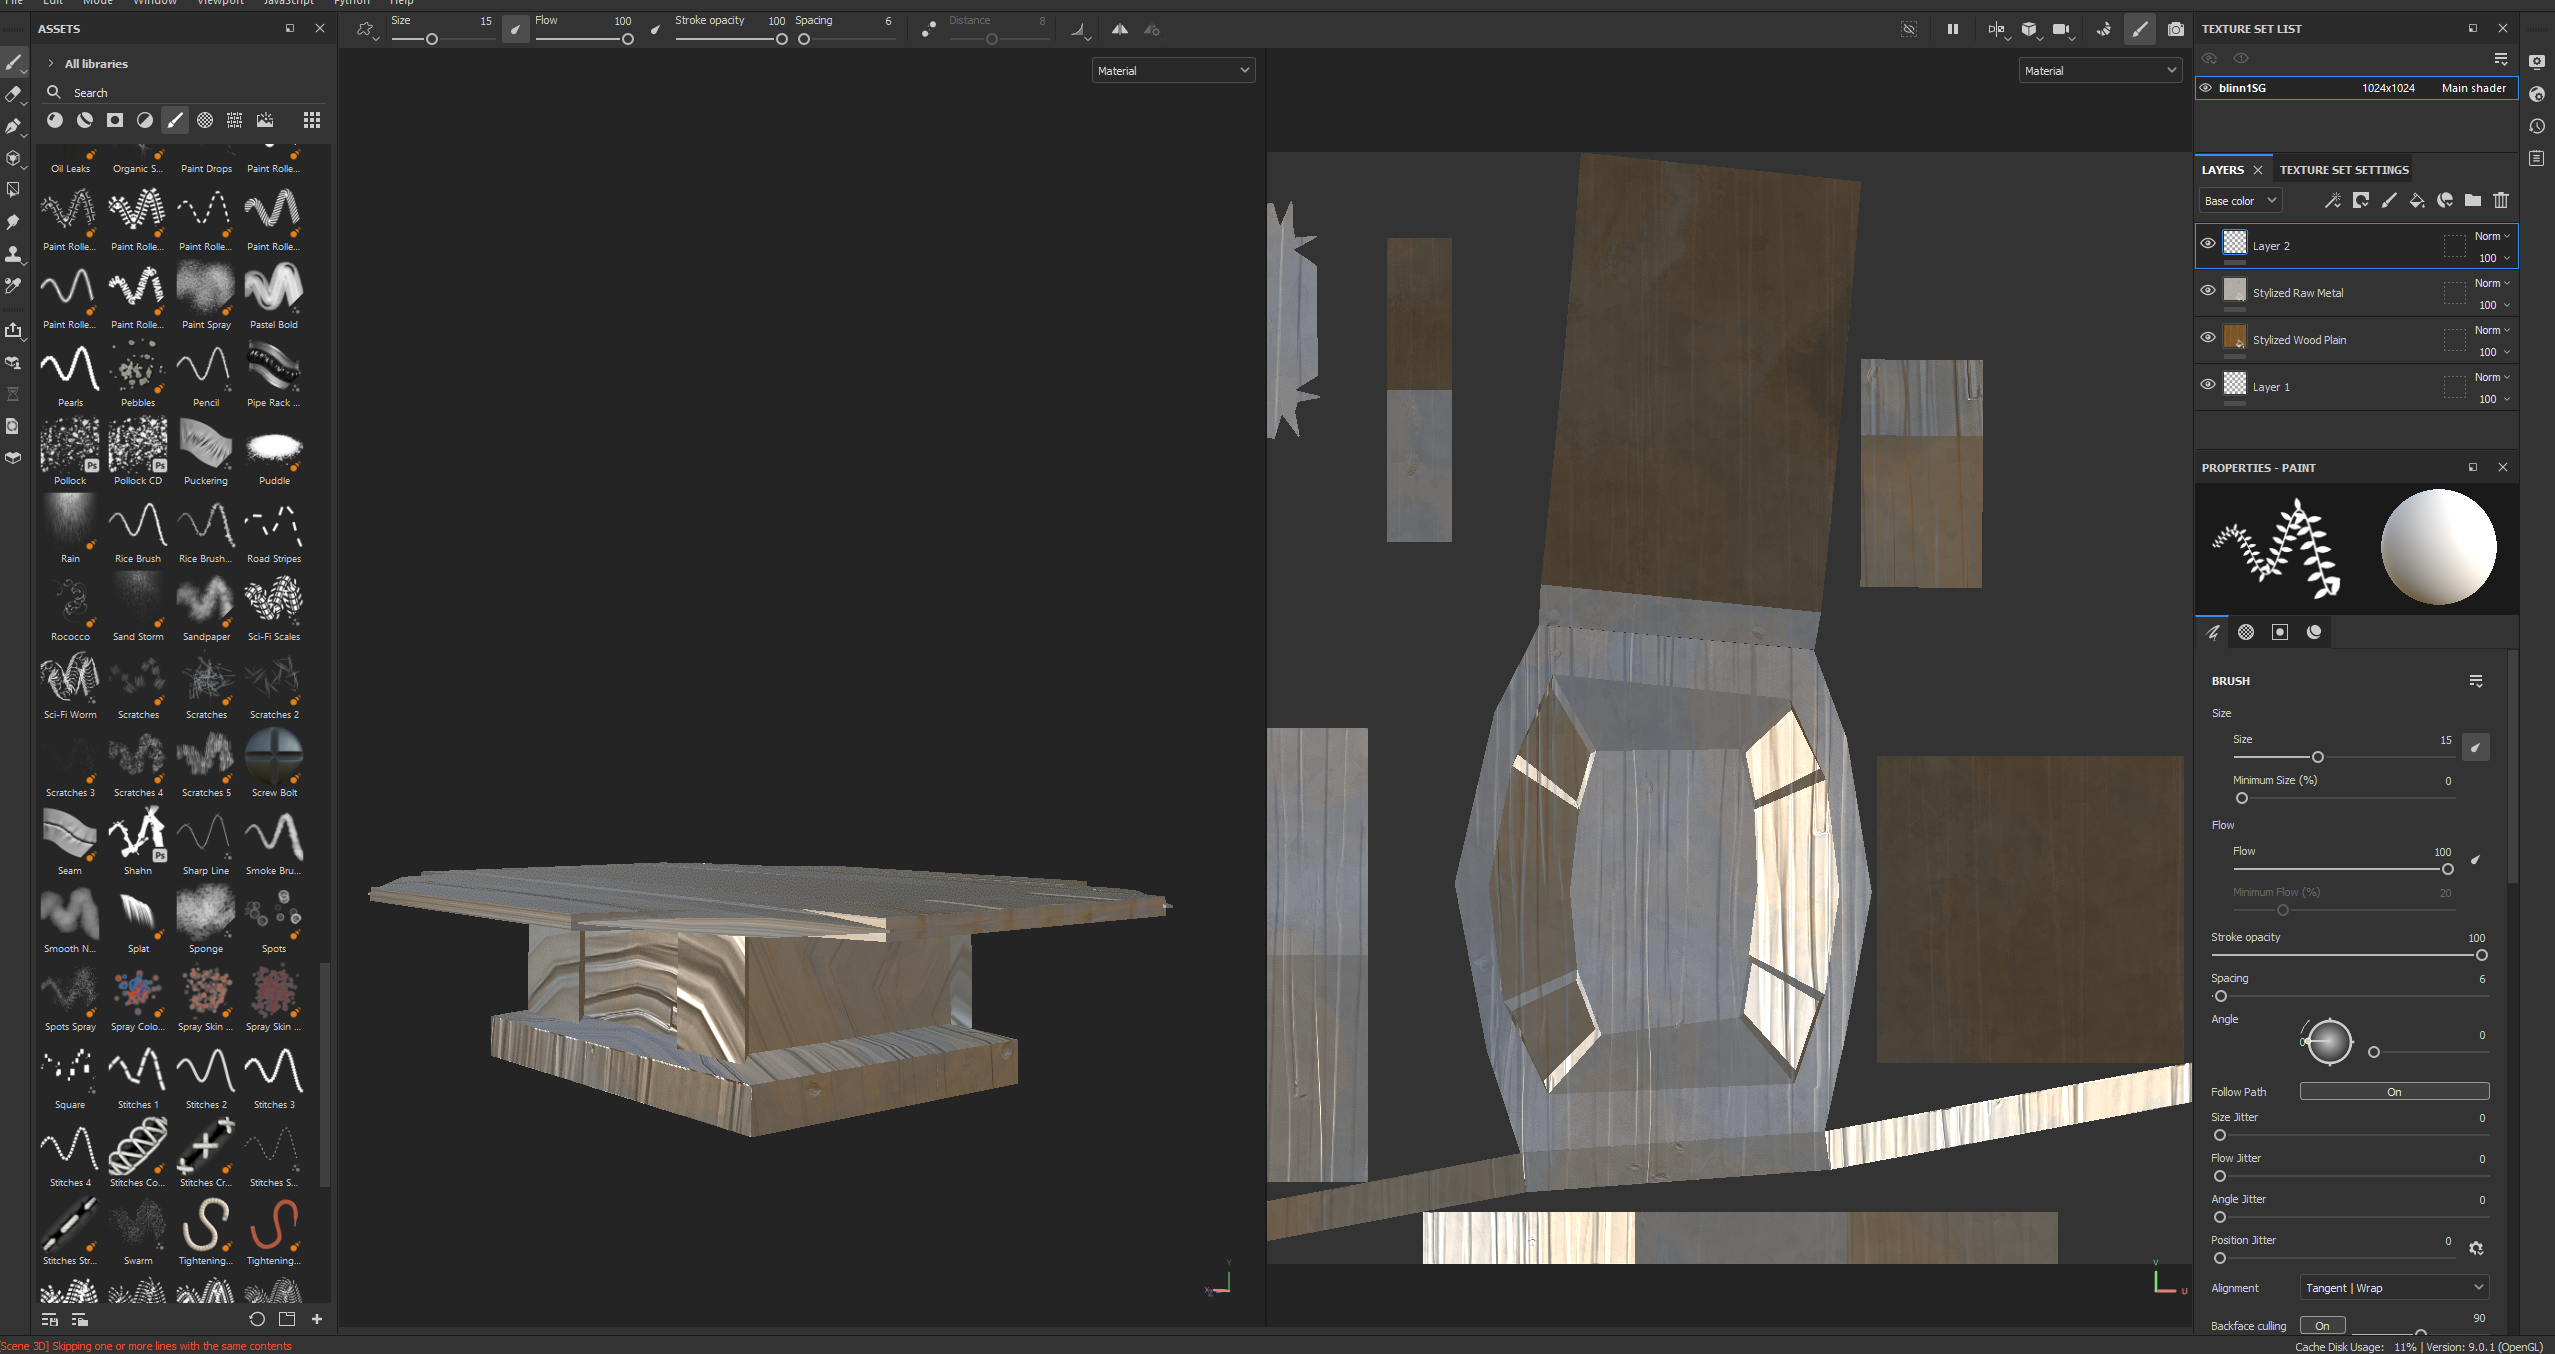 File Edit Mode Window Viewport JavaScript Python Help
ASSETS
All libraries
Search
Oil Leaks Organic S... Paint Drops Paint Rolle...
Paint Rolle... Paint Rolle... Paint Rolle... Paint Rolle...
Paint Rolle... Paint Rolle... Paint Spray Pastel Bold
Pearls Pebbles Pencil Pipe Rack ...
Ps Ps
Pollock Pollock CD Puckering Puddle
Rain Rice Brush Rice Brush... Road Stripes
Rococco Sand Storm Sandpaper Sci-Fi Scales
Sci-Fi Worm Scratches Scratches Scratches 2
Scratches 3 Scratches 4 Scratches 5 Screw Bolt
Ps
Seam Shahn Sharp Line Smoke Bru...
Smooth N... Splat Sponge Spots
Spots Spray Spray Colo... Spray Skin ... Spray Skin ...
Square Stitches 1 Stitches 2 Stitches 3
Stitches 4 Stitches Co... Stitches Cr... Stitches S...
Stitches Str... Swarm Tightening... Tightening...
Size 15 Flow 100 Stroke opacity 100 Spacing 6 Distance 8
Material
Material
Y
V
U
TEXTURE SET LIST
blinn1SG 1024x1024 Main shader
LAYERS TEXTURE SET SETTINGS
Base color
Layer 2 Norm
100
Stylized Raw Metal Norm
100
Stylized Wood Plain Norm
100
Layer 1 Norm
100
PROPERTIES - PAINT
BRUSH
Size
Size 15
Minimum Size (%) 0
Flow
Flow 100
Minimum Flow (%) 20
Stroke opacity 100
Spacing 6
Angle
0 0
Follow Path On
Size Jitter 0
Flow Jitter 0
Angle Jitter 0
Position Jitter 0
Alignment Tangent | Wrap
Backface culling On 90
[Scene 3D] Skipping one or more lines with the same contents
Cache Disk Usage: 11% | Version: 9.0.1 (OpenGL)